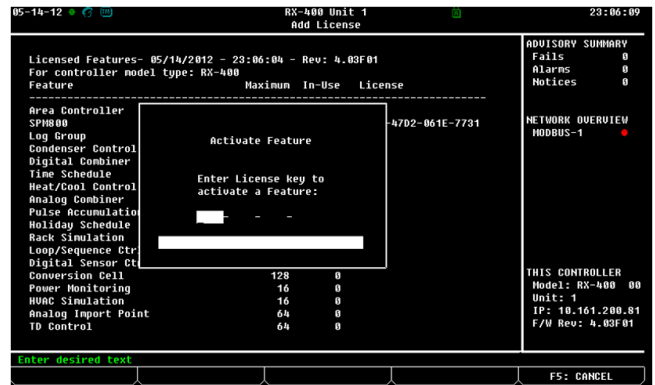 05-14-12
RX-400 Unit 1
23:06:09
Add License
Licensed Features- 05/14/2012 - 23:06:04 - Rev: 4.03F01
For controller model type: RX-400
Feature Maximum In-Use License
Area Controller
SPM800 -47D2-061E-7731
Log Group
Condenser Control
Digital Combiner
Time Schedule
Heat/Cool Control
Analog Combiner
Pulse Accumulatio
Holiday Schedule
Rack Simulation
Loop/Sequence Ctr
Digital Sensor Ct
Conversion Cell 128 0
Power Monitoring 16 0
HVAC Simulation 16 0
Analog Import Point 64 0
TD Control 64 0
Activate Feature
Enter License key to
activate a Feature:
- - -
ADVISORY SUMMARY
Fails 0
Alarms 0
Notices 0
NETWORK OVERVIEW
MODBUS-1
THIS CONTROLLER
Model: RX-400 00
Unit: 1
IP: 10.161.200.81
F/W Rev: 4.03F01
Enter desired text
F5: CANCEL